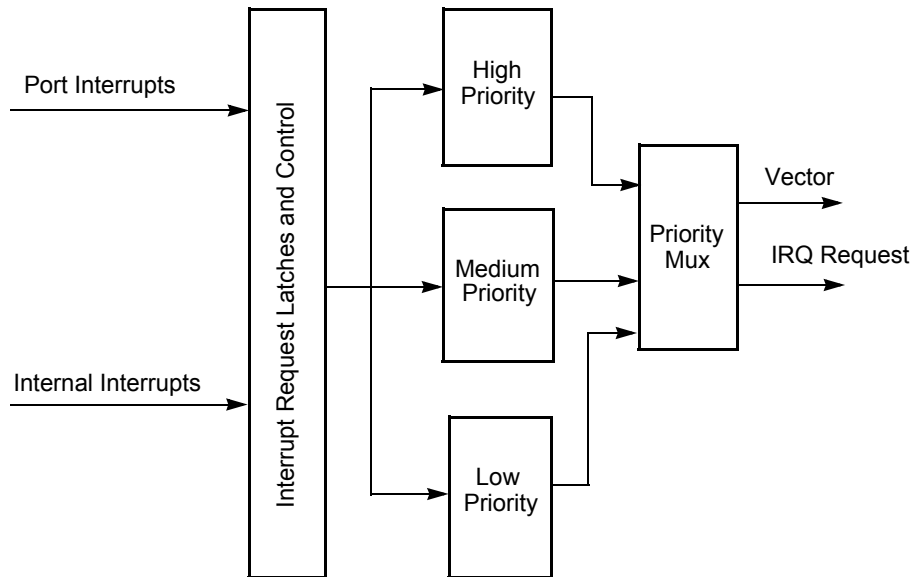 Port Interrupts
Internal Interrupts
Interrupt Request Latches and Control
High
Priority
Medium
Priority
Low
Priority
Priority
Mux
Vector
IRQ Request